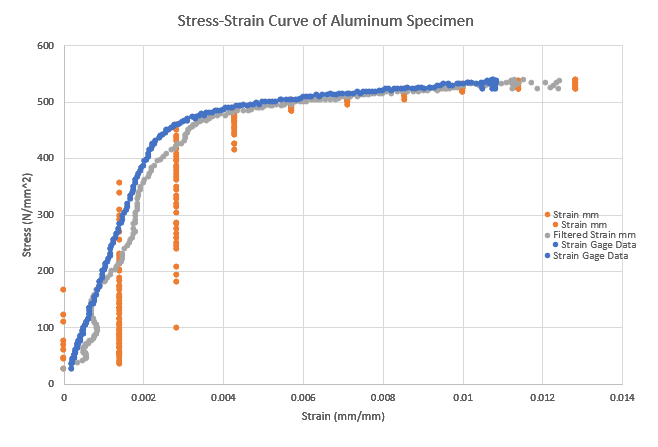 Stress-Strain Curve of Aluminum Specimen
600
500
400
300
200
100
0
Stress (N/mm^2)
Strain mm
Strain mm
Filtered Strain mm
Strain Gage Data
Strain Gage Data
0 0.002 0.004 0.006 0.008 0.01 0.012 0.014
Strain (mm/mm)